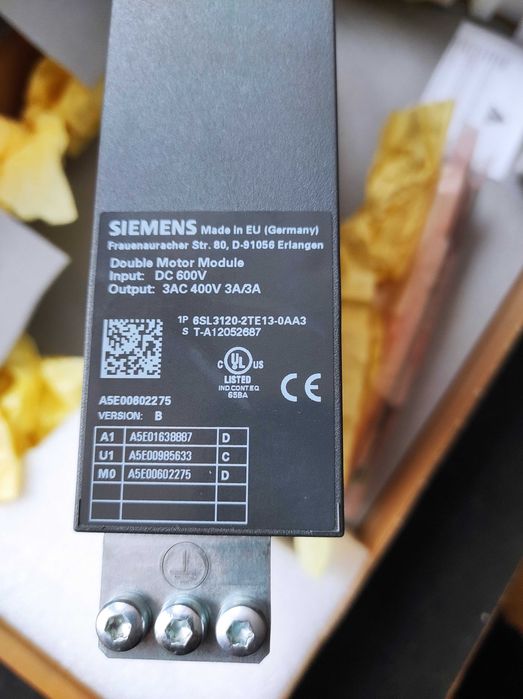 SIEMENS Made in EU (Germany)
Frauenauracher Str. 80, D-91056 Erlangen
Double Motor Module
Input: DC 600V
Output: 3AC 400V 3A/3A
1P 6SL3120-2TE13-0AA3
S T-A12052687
C UL US
LISTED
IND CONT EQ
65BA
CE
A5E00602275
VERSION: B
A1 A5E01638887 D
U1 A5E00985633 C
M0 A5E00602275 D